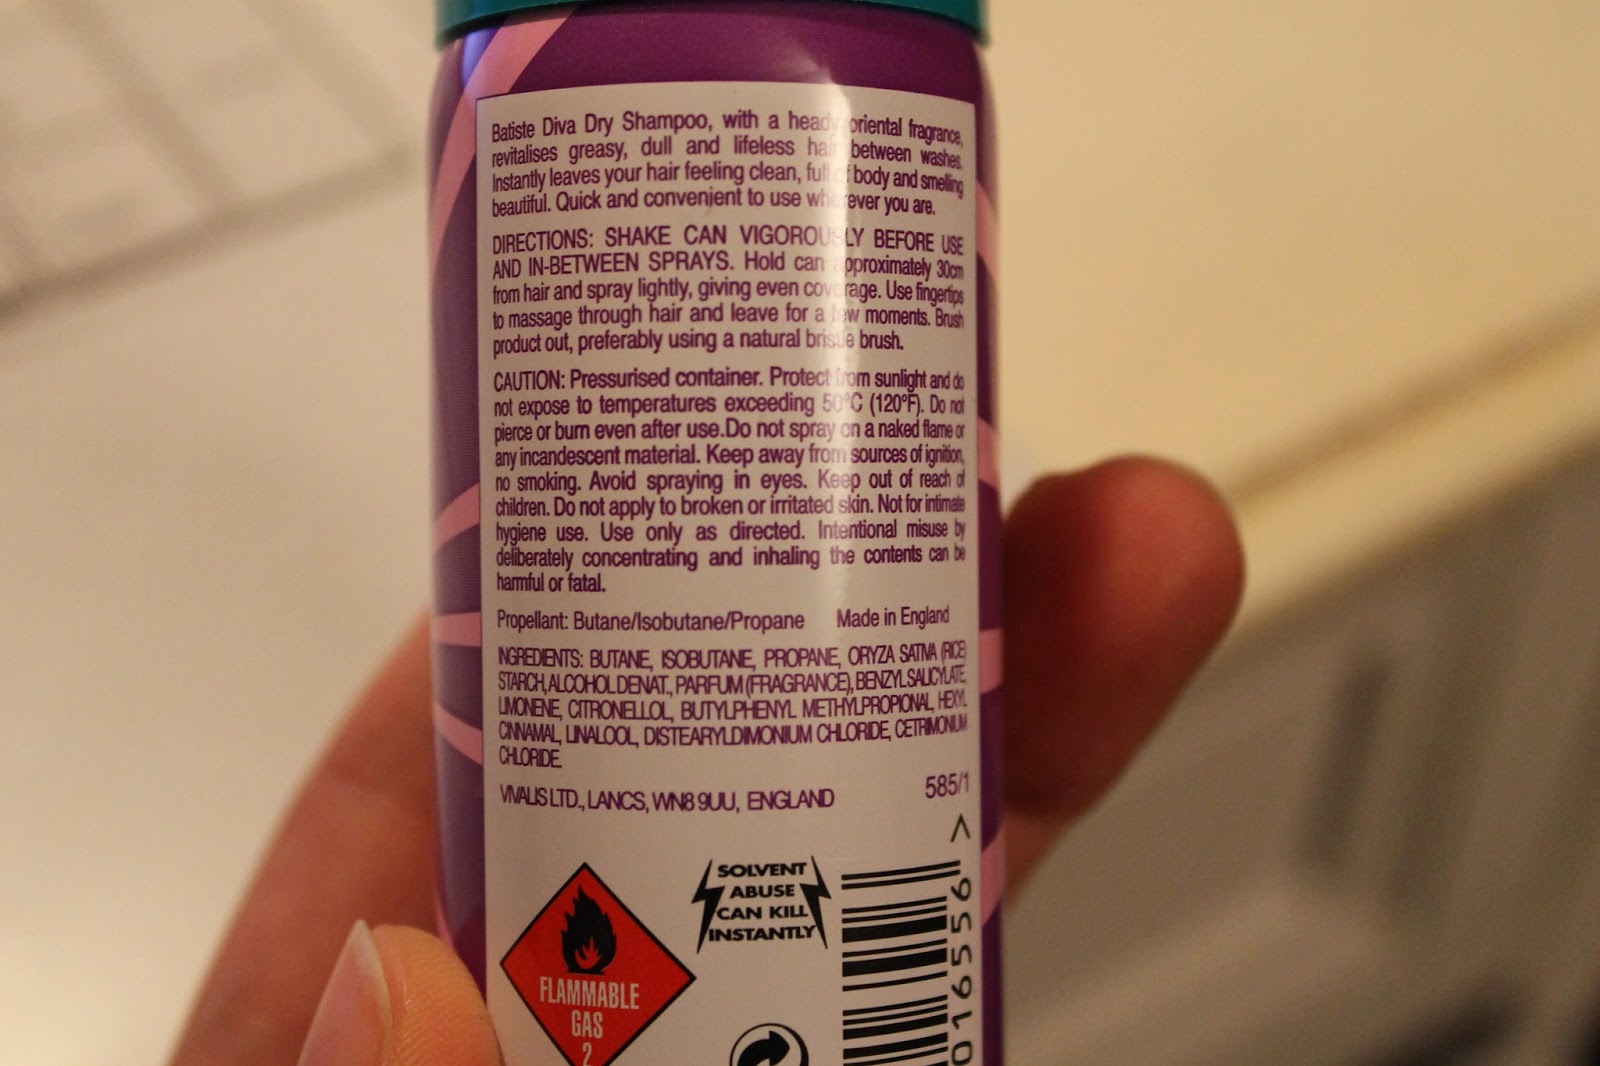 Batiste Diva Dry Shampoo, with a heady oriental fragrance,
revitalises greasy, dull and lifeless hair between washes.
Instantly leaves your hair feeling clean, full of body and smelling
beautiful. Quick and convenient to use wherever you are.
DIRECTIONS: SHAKE CAN VIGOROUSLY BEFORE USE
AND IN-BETWEEN SPRAYS. Hold can approximately 30cm
from hair and spray lightly, giving even coverage. Use fingertips
to massage through hair and leave for a few moments. Brush
product out, preferably using a natural bristle brush.
CAUTION: Pressurised container. Protect from sunlight and do
not expose to temperatures exceeding 50°C (120°F). Do not
pierce or burn even after use.Do not spray on a naked flame or
any incandescent material. Keep away from sources of ignition,
no smoking. Avoid spraying in eyes. Keep out of reach of
children. Do not apply to broken or irritated skin. Not for intimate
hygiene use. Use only as directed. Intentional misuse by
deliberately concentrating and inhaling the contents can be
harmful or fatal.
Propellant: Butane/Isobutane/Propane Made in England
INGREDIENTS: BUTANE, ISOBUTANE, PROPANE, ORYZA SATIVA (RICE)
STARCH, ALCOHOL DENAT., PARFUM (FRAGRANCE), BENZYL SALICYLATE,
LIMONENE, CITRONELLOL, BUTYLPHENYL METHYLPROPIONAL, HEXYL
CINNAMAL, LINALOOL, DISTEARYLDIMONIUM CHLORIDE, CETRIMONIUM
CHLORIDE.
VIVALIS LTD., LANCS, WN8 9UU, ENGLAND 585/1
SOLVENT
ABUSE
CAN KILL
INSTANTLY
FLAMMABLE
GAS
2
016556 >